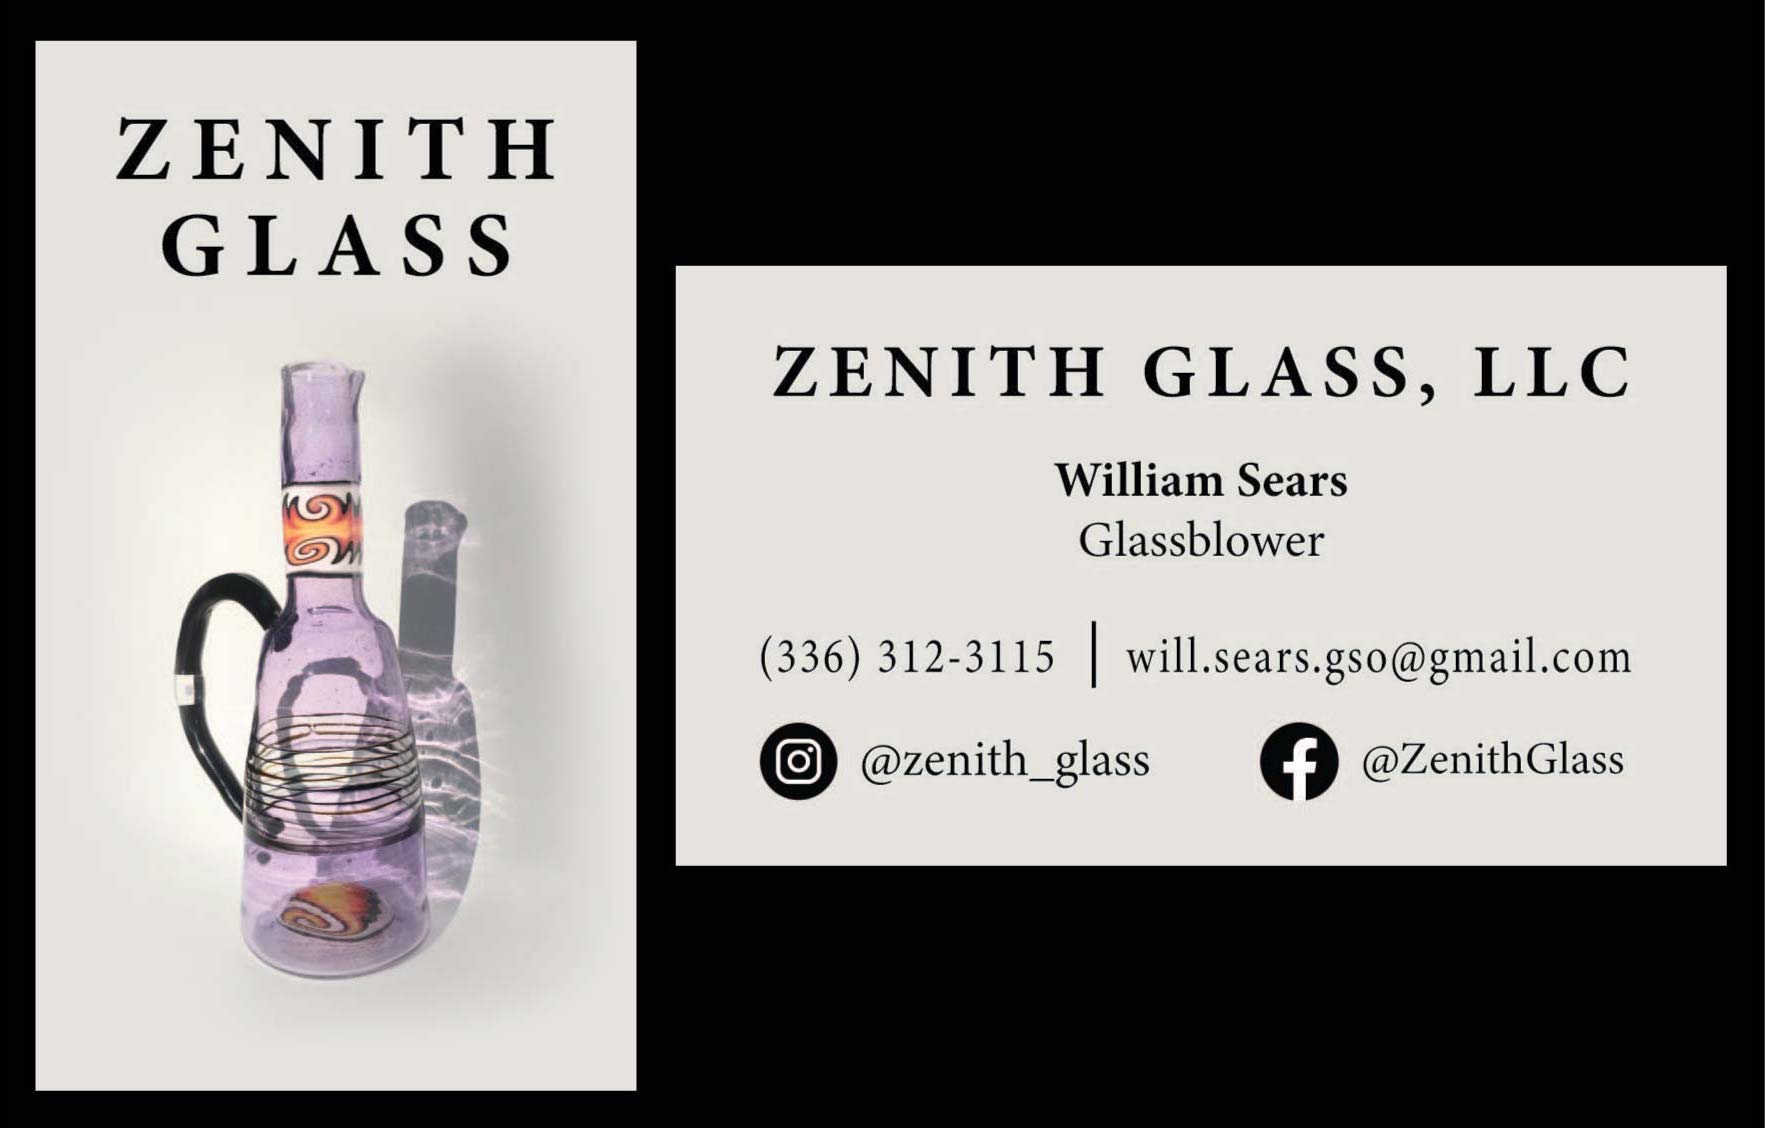 ZENITH
GLASS
ZENITH GLASS, LLC
William Sears
Glassblower
(336) 312-3115 | will.sears.gso@gmail.com
@zenith_glass
@ZenithGlass